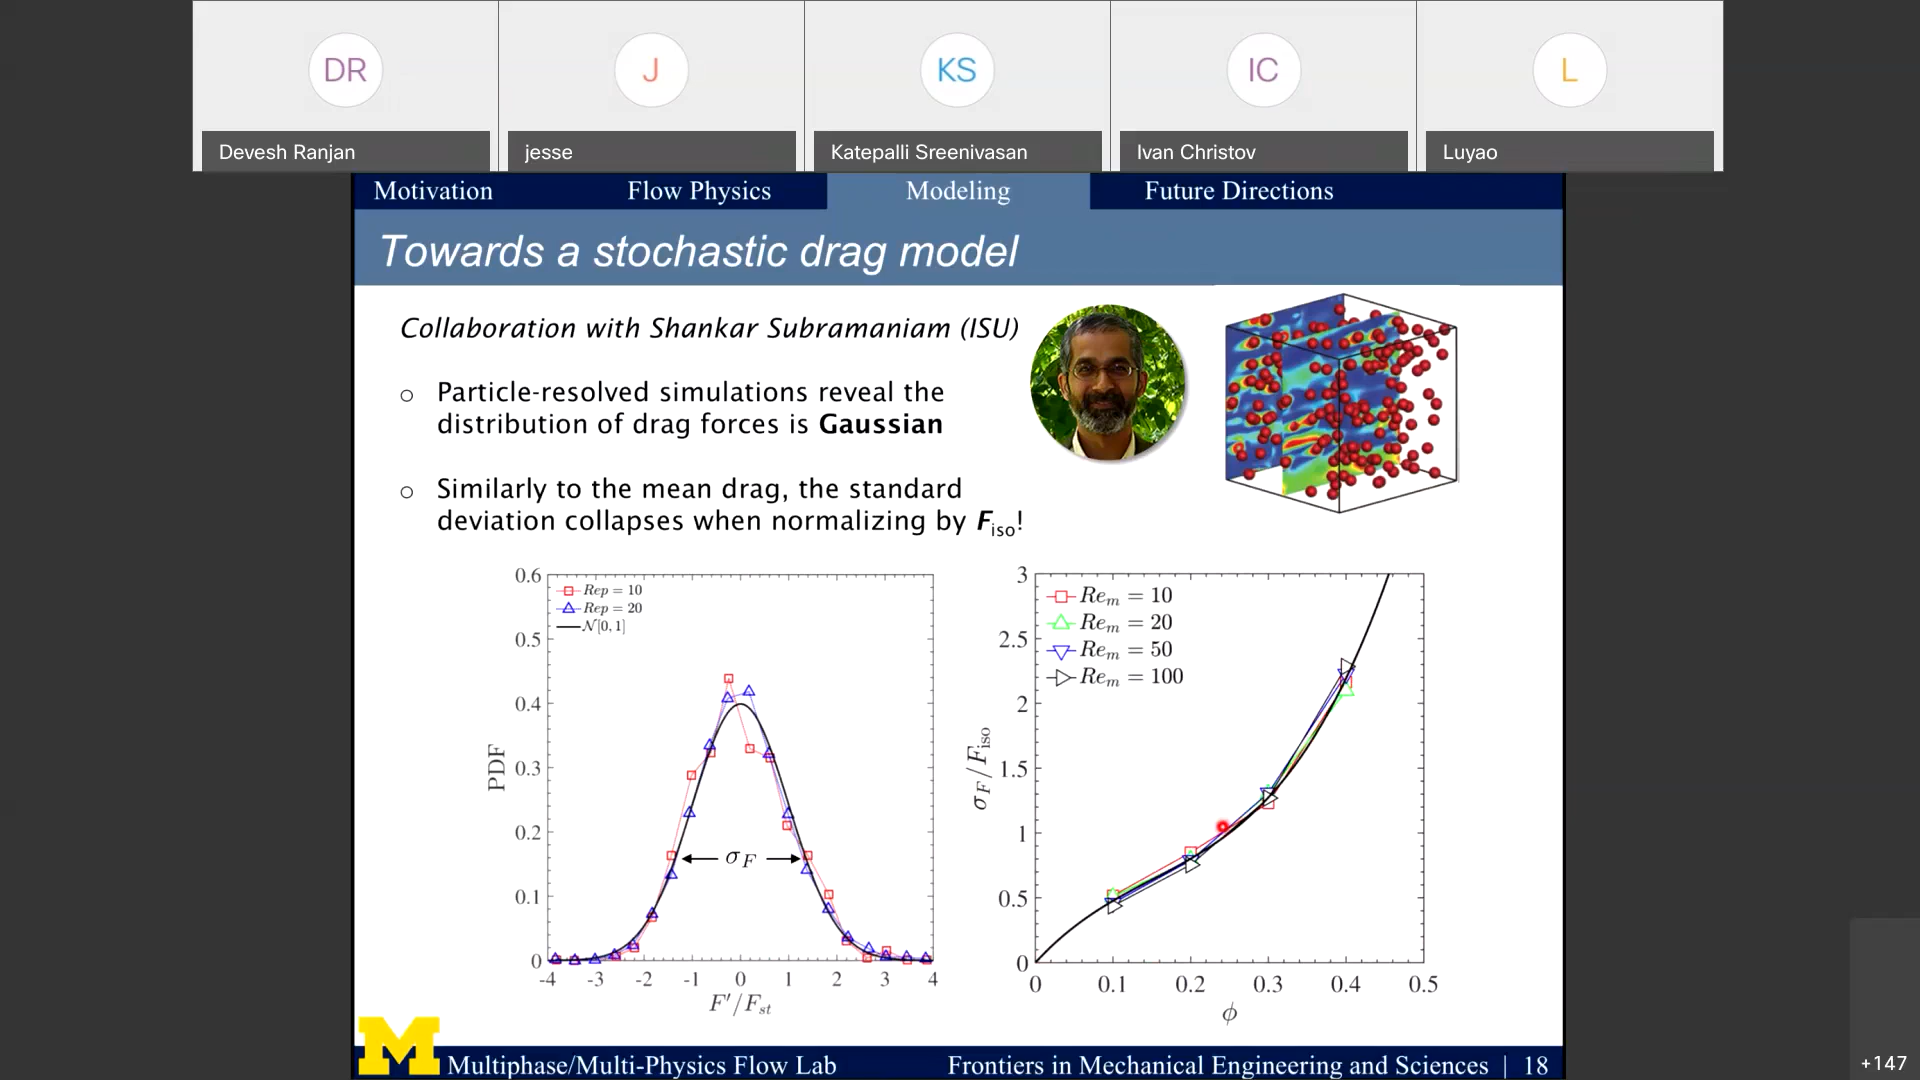 DR
J
KS
IC
L
Devesh Ranjan
jesse
Katepalli Sreenivasan
Ivan Christov
Luyao
Motivation
Flow Physics
Modeling
Future Directions
Towards a stochastic drag model
Collaboration with Shankar Subramaniam (ISU)
Particle-resolved simulations reveal the
distribution of drag forces is Gaussian
Similarly to the mean drag, the standard
deviation collapses when normalizing by Fiso!
Rep = 10
Rep = 20
N[0,1]
0.6
0.5
0.4
0.3
0.2
0.1
0
PDF
σF
-4 -3 -2 -1 0 1 2 3 4
F′/Fst
Rem = 10
Rem = 20
Rem = 50
Rem = 100
3
2.5
2
1.5
1
0.5
0
σF/Fiso
0 0.1 0.2 0.3 0.4 0.5
ϕ
M
Multiphase/Multi-Physics Flow Lab
Frontiers in Mechanical Engineering and Sciences | 18
+147